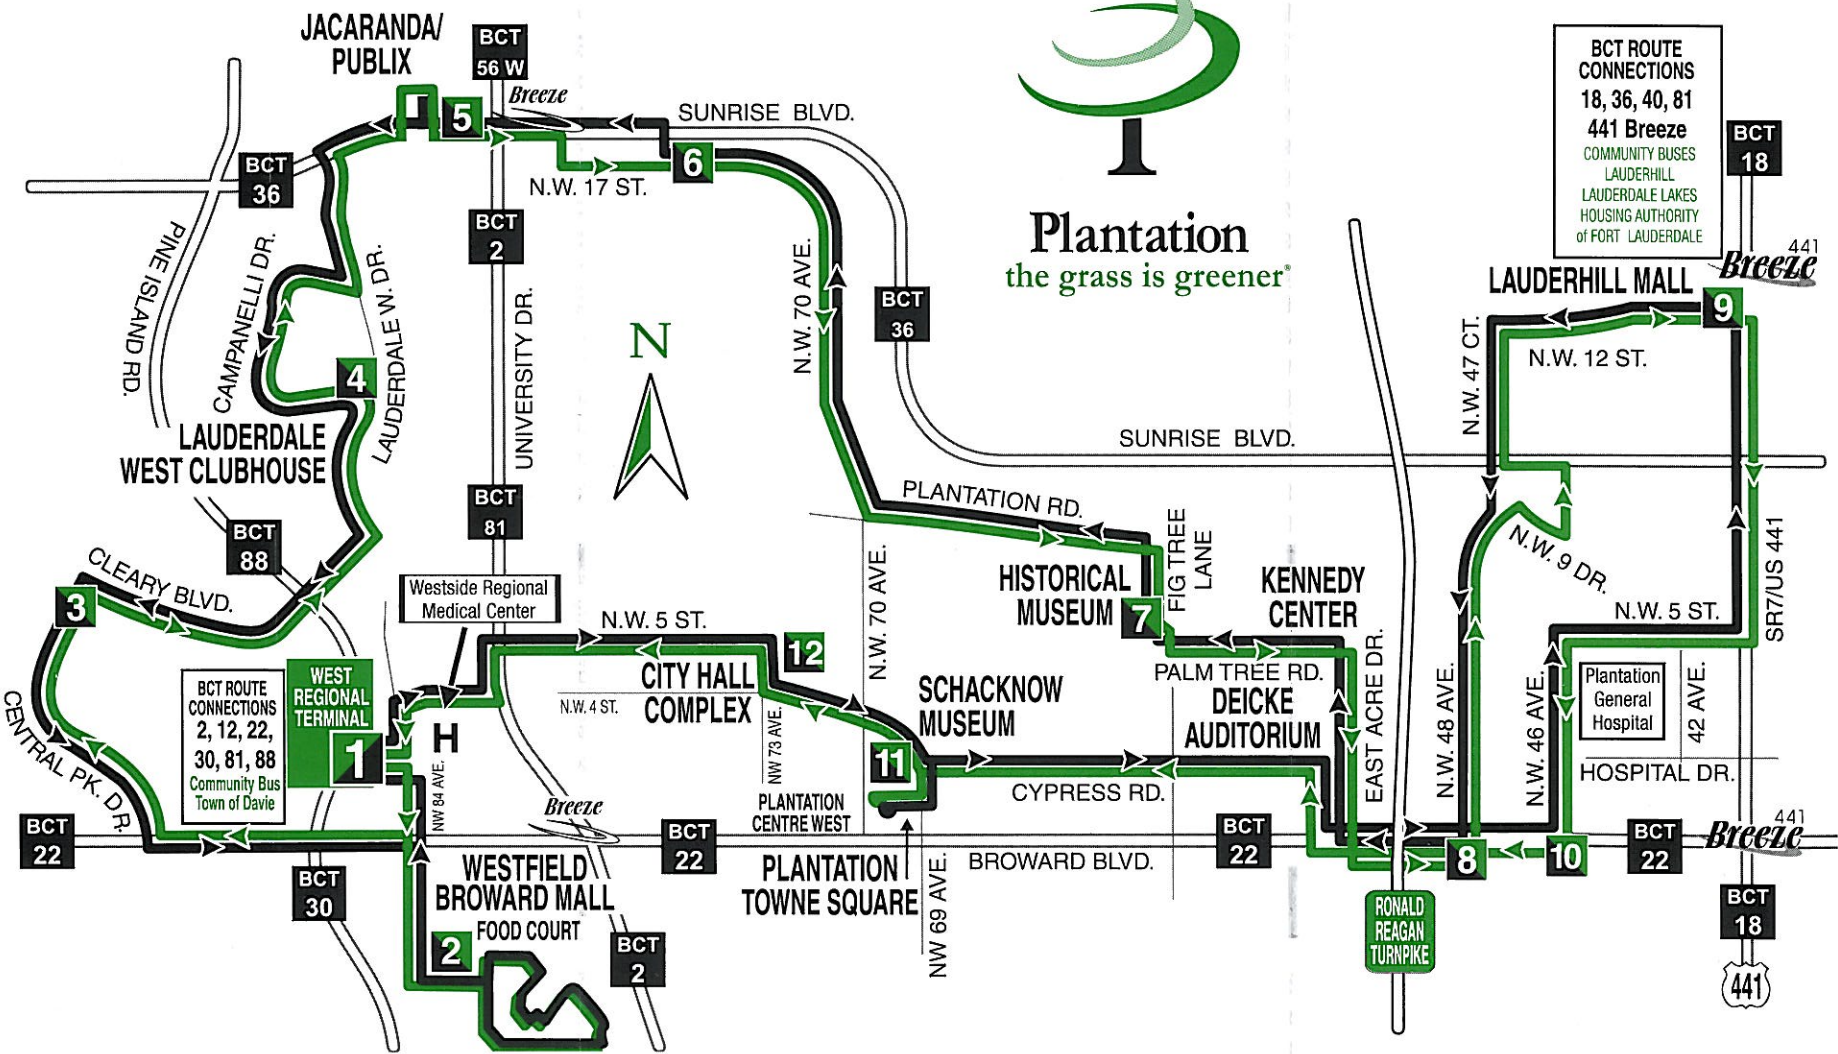 JACARANDA/
PUBLIX
BCT
56 W
Breeze
5
SUNRISE BLVD.
6
N.W. 17 ST.
BCT
36
BCT
2
PINE ISLAND RD.
CAMPANELLI DR.
LAUDERDALE W. DR.
UNIVERSITY DR.
4
LAUDERDALE
WEST CLUBHOUSE
N
N.W. 70 AVE.
BCT
36
Plantation
the grass is greener®
BCT ROUTE
CONNECTIONS
18, 36, 40, 81
441 Breeze
COMMUNITY BUSES
LAUDERHILL
LAUDERDALE LAKES
HOUSING AUTHORITY
of FORT LAUDERDALE
BCT
18
441
Breeze
LAUDERHILL MALL
9
N.W. 47 CT.
N.W. 12 ST.
SUNRISE BLVD.
BCT
81
BCT
88
CLEARY BLVD.
3
Westside Regional
Medical Center
N.W. 5 ST.
12
CITY HALL
COMPLEX
N.W. 4 ST.
NW 73 AVE.
PLANTATION RD.
N.W. 70 AVE.
HISTORICAL
MUSEUM
7
FIG TREE
LANE
KENNEDY
CENTER
PALM TREE RD.
DEICKE
AUDITORIUM
EAST ACRE DR.
N.W. 9 DR.
N.W. 5 ST.
SR7/US 441
N.W. 48 AVE.
N.W. 46 AVE.
Plantation
General
Hospital
42 AVE.
HOSPITAL DR.
CENTRAL PK. DR.
BCT ROUTE
CONNECTIONS
2, 12, 22,
30, 81, 88
Community Bus
Town of Davie
WEST
REGIONAL
TERMINAL
1
H
NW 84 AVE.
SCHACKNOW
MUSEUM
11
CYPRESS RD.
PLANTATION
CENTRE WEST
Breeze
BCT
22
BCT
22
PLANTATION
TOWNE SQUARE
NW 69 AVE.
BROWARD BLVD.
BCT
22
8
10
BCT
22
441
Breeze
BCT
30
WESTFIELD
BROWARD MALL
FOOD COURT
2
BCT
2
RONALD
REAGAN
TURNPIKE
BCT
18
441